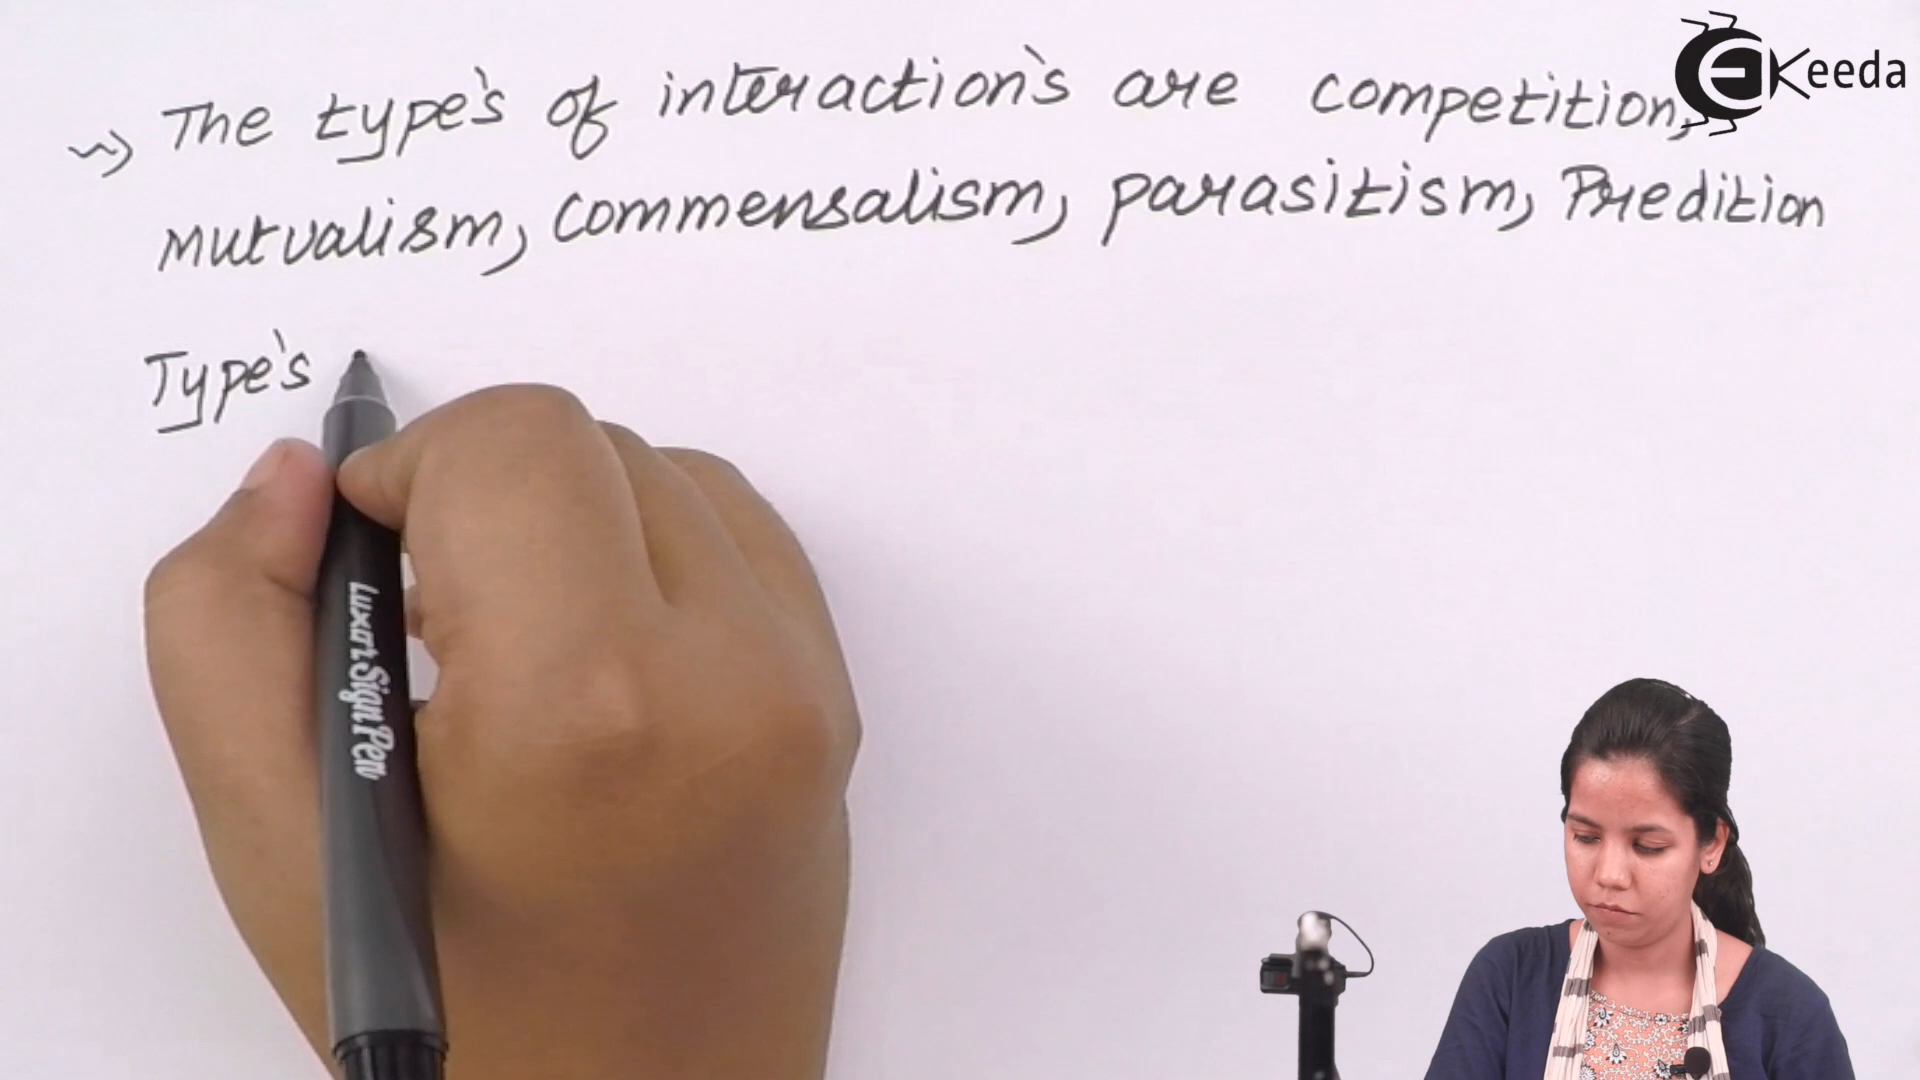 The type's of interaction's are competition,
Mutualism, Commensalism, parasitism, Predition
Type's
Luxor Sign Pen
EKeeda